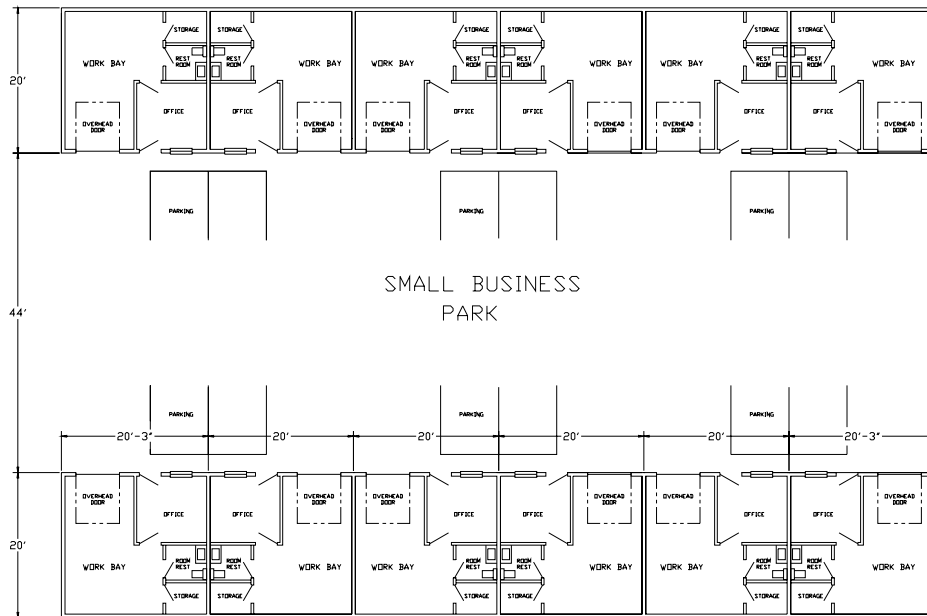 STORAGE STORAGE STORAGE STORAGE STORAGE STORAGE
WORK BAY REST ROOM REST ROOM WORK BAY WORK BAY REST ROOM REST ROOM WORK BAY WORK BAY REST ROOM REST ROOM WORK BAY
20'
OFFICE OFFICE OFFICE OFFICE OFFICE OFFICE
OVERHEAD DOOR OVERHEAD DOOR OVERHEAD DOOR OVERHEAD DOOR OVERHEAD DOOR OVERHEAD DOOR
PARKING PARKING PARKING
SMALL BUSINESS
PARK
44'
PARKING PARKING PARKING
20'-3" 20' 20' 20' 20' 20'-3"
OVERHEAD DOOR OVERHEAD DOOR OVERHEAD DOOR OVERHEAD DOOR OVERHEAD DOOR OVERHEAD DOOR
OFFICE OFFICE OFFICE OFFICE OFFICE OFFICE
20'
WORK BAY ROOM REST ROOM REST WORK BAY WORK BAY ROOM REST ROOM REST WORK BAY WORK BAY ROOM REST ROOM REST WORK BAY
STORAGE STORAGE STORAGE STORAGE STORAGE STORAGE